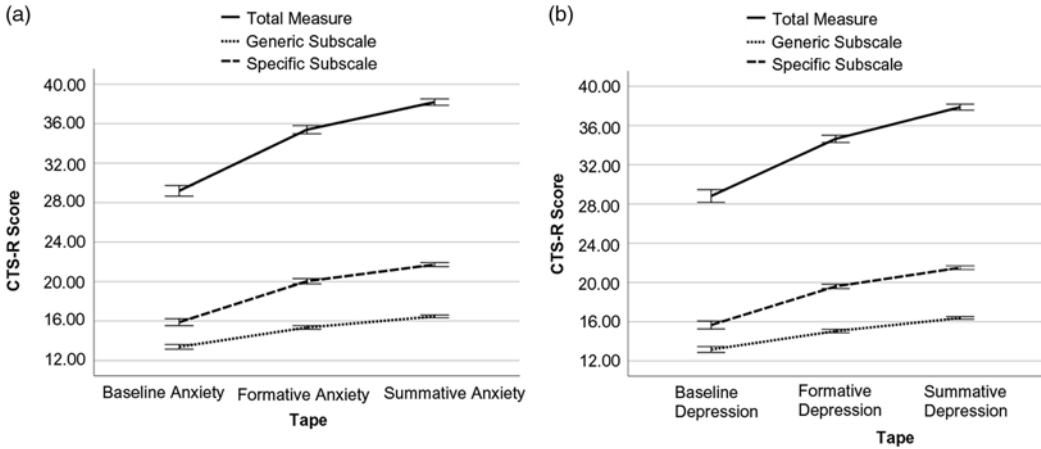 (a)
Total Measure
Generic Subscale
Specific Subscale
40.00
36.00
32.00
28.00
24.00
20.00
16.00
12.00
CTS-R Score
Baseline Anxiety Formative Anxiety Summative Anxiety
Tape
(b)
Total Measure
Generic Subscale
Specific Subscale
40.00
36.00
32.00
28.00
24.00
20.00
16.00
12.00
CTS-R Score
Baseline Formative Summative
Depression Depression Depression
Tape